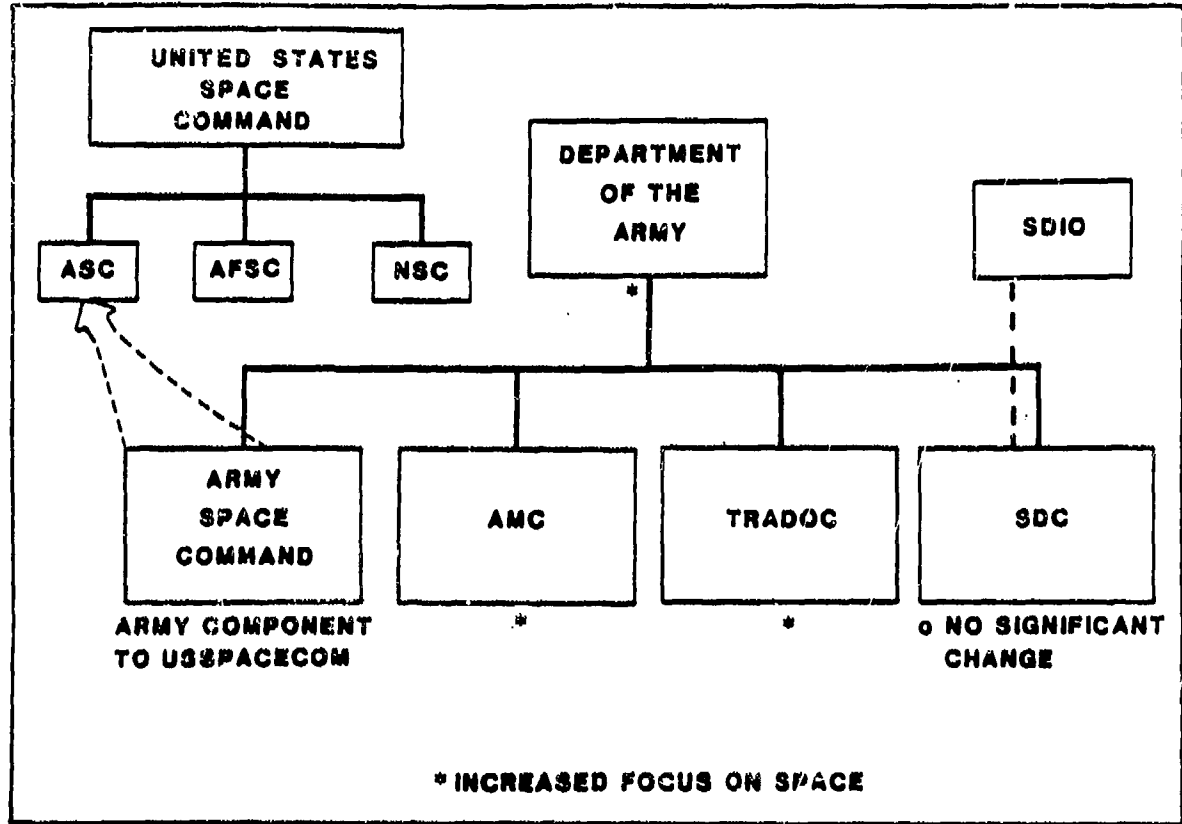 UNITED STATES
SPACE
COMMAND
ASC
AFSC
NSC
DEPARTMENT
OF THE
ARMY
*
SDIO
ARMY
SPACE
COMMAND
AMC
TRADOC
SDC
ARMY COMPONENT
TO USSPACECOM
*
*
o NO SIGNIFICANT
CHANGE
* INCREASED FOCUS ON SPACE